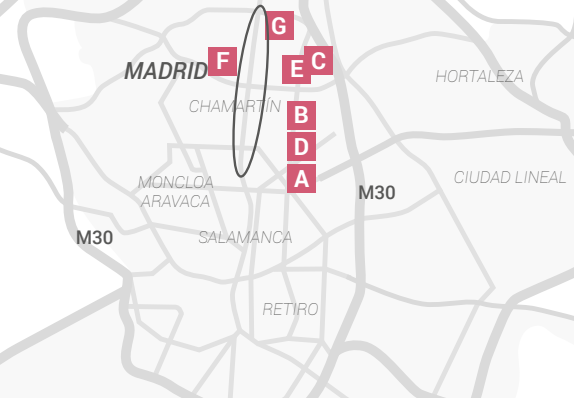 G
F
E
C
MADRID
HORTALEZA
CHAMARTÍN
B
D
A
CIUDAD LINEAL
MONCLOA
ARAVACA
M30
M30
SALAMANCA
RETIRO